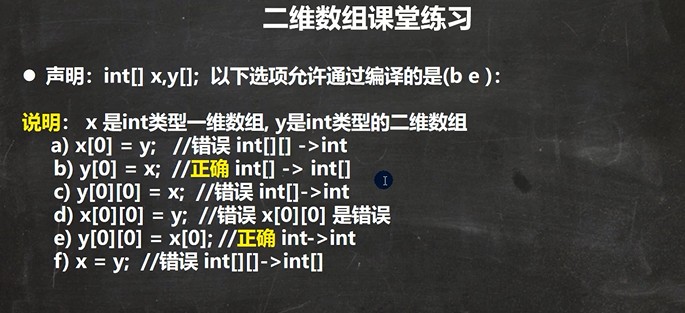 二维数组课堂练习
● 声明：int[] x,y[]; 以下选项允许通过编译的是(b e )：
说明： x 是int类型一维数组, y是int类型的二维数组
a) x[0] = y; //错误 int[][] ->int
b) y[0] = x; //正确 int[] -> int[]
c) y[0][0] = x; //错误 int[]->int
d) x[0][0] = y; //错误 x[0][0] 是错误
e) y[0][0] = x[0]; //正确 int->int
f) x = y; //错误 int[][]->int[]